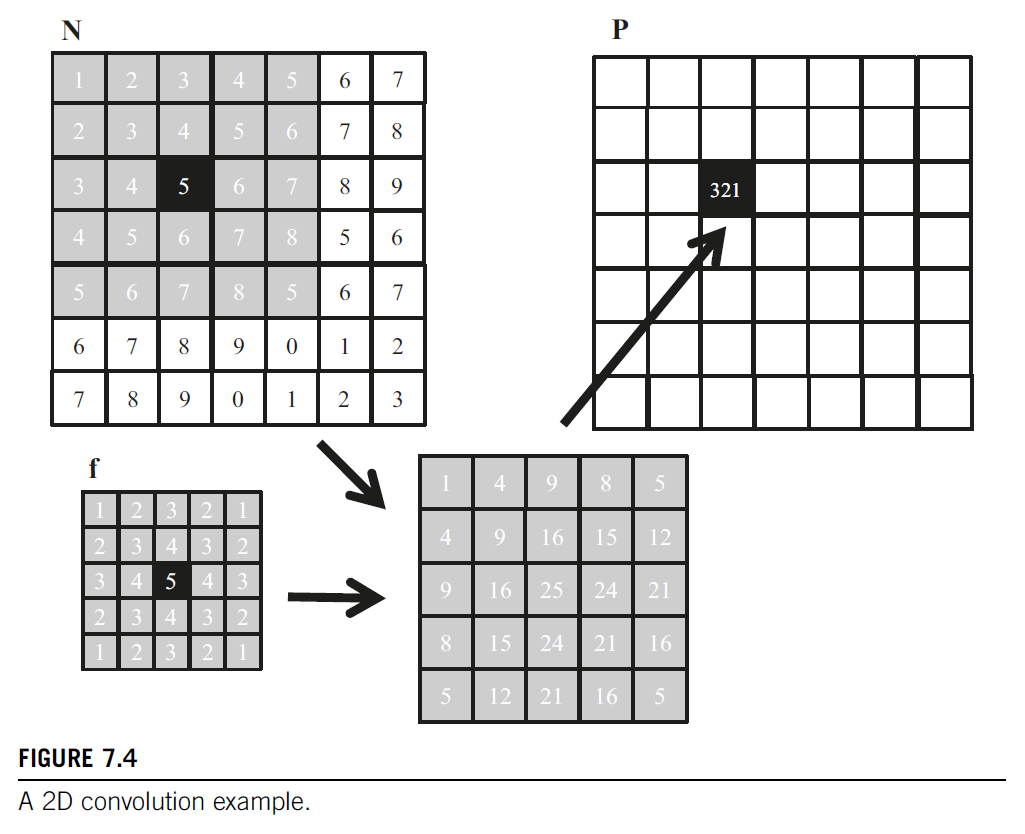 N
P
1 2 3 4 5 6 7
2 3 4 5 6 7 8
3 4 5 6 7 8 9
321
4 5 6 7 8 5 6
5 6 7 8 5 6 7
6 7 8 9 0 1 2
7 8 9 0 1 2 3
f
1 2 3 2 1
2 3 4 3 2
3 4 5 4 3
2 3 4 3 2
1 2 3 2 1
1 4 9 8 5
4 9 16 15 12
9 16 25 24 21
8 15 24 21 16
5 12 21 16 5
FIGURE 7.4
A 2D convolution example.